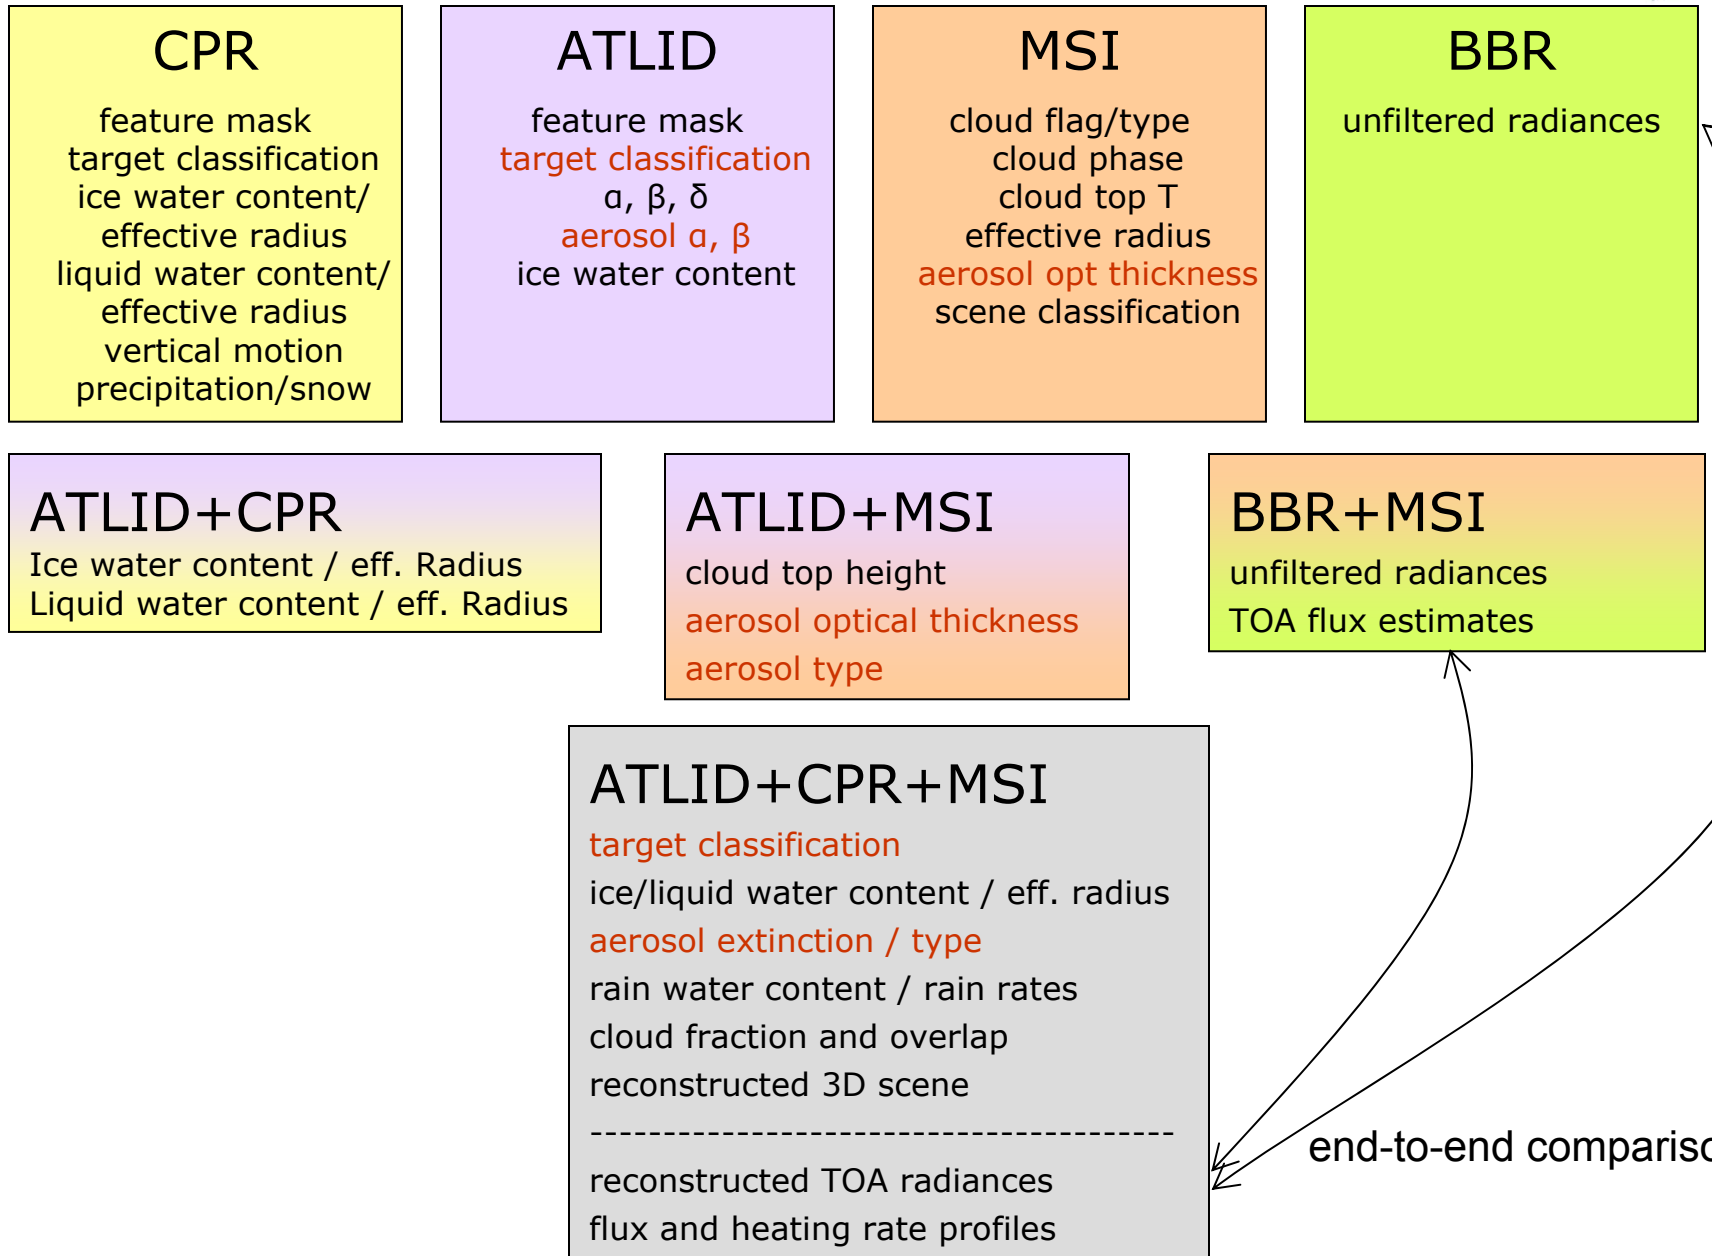 CPR
feature mask
target classification
ice water content/
effective radius
liquid water content/
effective radius
vertical motion
precipitation/snow
ATLID
feature mask
target classification
α, β, δ
aerosol α, β
ice water content
MSI
cloud flag/type
cloud phase
cloud top T
effective radius
aerosol opt thickness
scene classification
BBR
unfiltered radiances
ATLID+CPR
Ice water content / eff. Radius
Liquid water content / eff. Radius
ATLID+MSI
cloud top height
aerosol optical thickness
aerosol type
BBR+MSI
unfiltered radiances
TOA flux estimates
ATLID+CPR+MSI
target classification
ice/liquid water content / eff. radius
aerosol extinction / type
rain water content / rain rates
cloud fraction and overlap
reconstructed 3D scene
----------------------------------------
reconstructed TOA radiances
flux and heating rate profiles
end-to-end